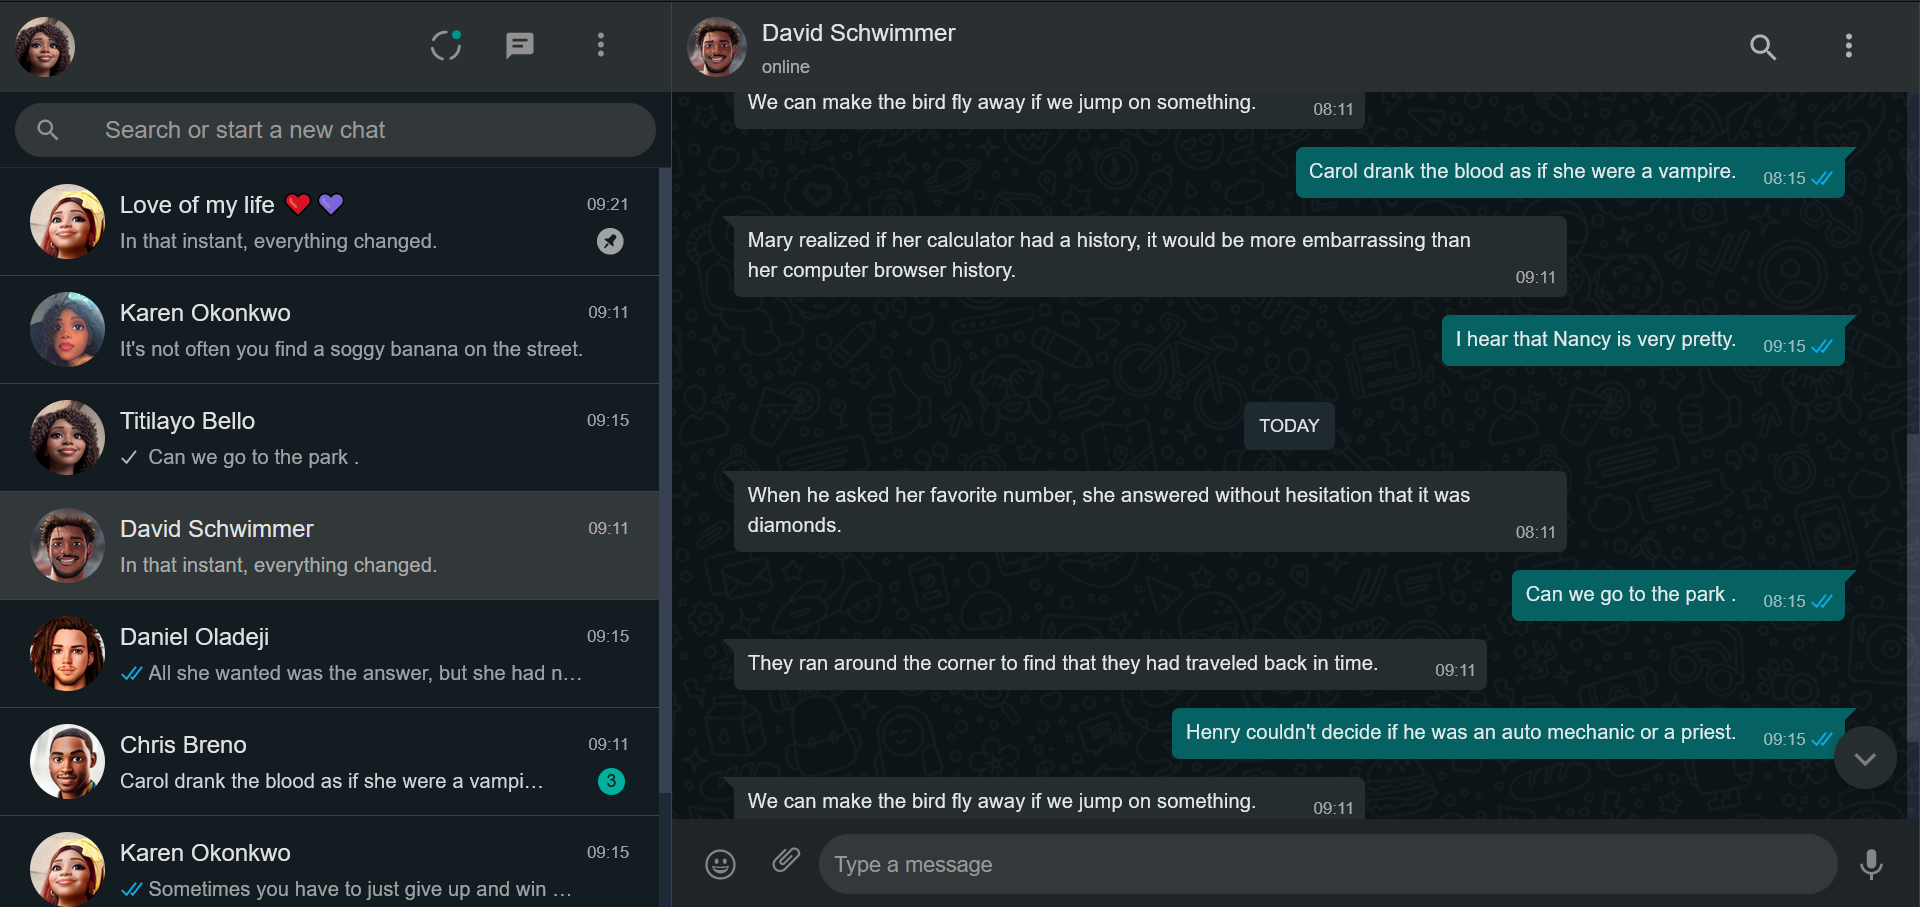 Search or start a new chat
Love of my life ❤️ 💜
09:21
In that instant, everything changed.
Karen Okonkwo
09:11
It's not often you find a soggy banana on the street.
Titilayo Bello
09:15
Can we go to the park .
David Schwimmer
09:11
In that instant, everything changed.
Daniel Oladeji
09:15
All she wanted was the answer, but she had n...
Chris Breno
09:11
Carol drank the blood as if she were a vampi...
3
Karen Okonkwo
09:15
Sometimes you have to just give up and win ...
David Schwimmer
online
We can make the bird fly away if we jump on something.
08:11
Carol drank the blood as if she were a vampire.
08:15
Mary realized if her calculator had a history, it would be more embarrassing than
her computer browser history.
09:11
I hear that Nancy is very pretty.
09:15
TODAY
When he asked her favorite number, she answered without hesitation that it was
diamonds.
08:11
Can we go to the park .
08:15
They ran around the corner to find that they had traveled back in time.
09:11
Henry couldn't decide if he was an auto mechanic or a priest.
09:15
We can make the bird fly away if we jump on something.
09:11
Type a message